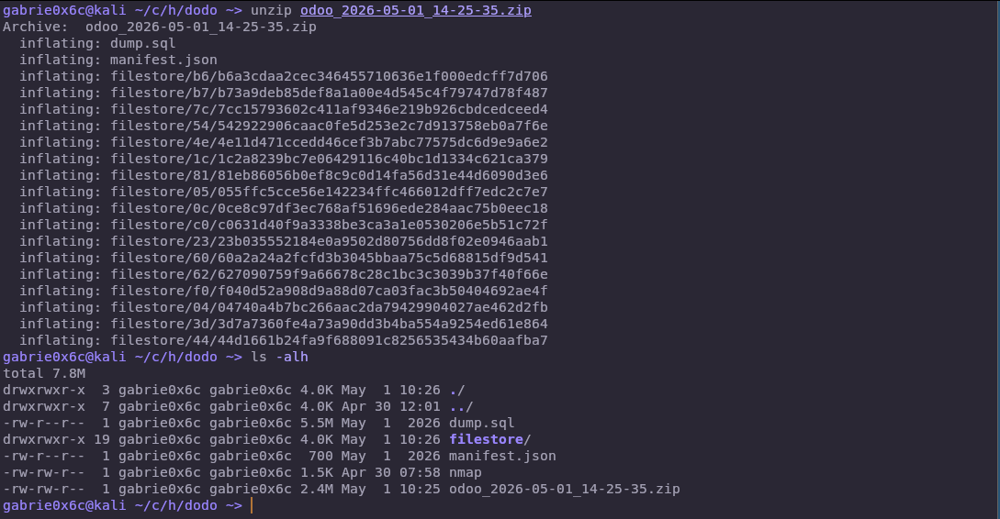 gabrie0x6c@kali ~/c/h/dodo ~> unzip odoo_2026-05-01_14-25-35.zip
Archive:  odoo_2026-05-01_14-25-35.zip
  inflating: dump.sql
  inflating: manifest.json
  inflating: filestore/b6/b6a3cdaa2cec346455710636e1f000edcff7d706
  inflating: filestore/b7/b73a9deb85def8a1a00e4d545c4f79747d78f487
  inflating: filestore/7c/7cc15793602c411af9346e219b926cbdcedceed4
  inflating: filestore/54/542922906caac0fe5d253e2c7d913758eb0a7f6e
  inflating: filestore/4e/4e11d471ccedd46cef3b7abc77575dc6d9e9a6e2
  inflating: filestore/1c/1c2a8239bc7e06429116c40bc1d1334c621ca379
  inflating: filestore/81/81eb86056b0ef8c9c0d14fa56d31e44d6090d3e6
  inflating: filestore/05/055ffc5cce56e142234ffc466012dff7edc2c7e7
  inflating: filestore/0c/0ce8c97df3ec768af51696ede284aac75b0eec18
  inflating: filestore/c0/c0631d40f9a3338be3ca3a1e0530206e5b51c72f
  inflating: filestore/23/23b035552184e0a9502d80756dd8f02e0946aab1
  inflating: filestore/60/60a2a24a2fcfd3b3045bbaa75c5d68815df9d541
  inflating: filestore/62/627090759f9a66678c28c1bc3c3039b37f40f66e
  inflating: filestore/f0/f040d52a908d9a88d07ca03fac3b50404692ae4f
  inflating: filestore/04/04740a4b7bc266aac2da79429904027ae462d2fb
  inflating: filestore/3d/3d7a7360fe4a73a90dd3b4ba554a9254ed61e864
  inflating: filestore/44/44d1661b24fa9f688091c8256535434b60aafba7
gabrie0x6c@kali ~/c/h/dodo ~> ls -alh
total 7.8M
drwxrwxr-x  3 gabrie0x6c gabrie0x6c 4.0K May  1 10:26 ./
drwxrwxr-x  7 gabrie0x6c gabrie0x6c 4.0K Apr 30 12:01 ../
-rw-r--r--  1 gabrie0x6c gabrie0x6c 5.5M May  1  2026 dump.sql
drwxrwxr-x 19 gabrie0x6c gabrie0x6c 4.0K May  1 10:26 filestore/
-rw-r--r--  1 gabrie0x6c gabrie0x6c  700 May  1  2026 manifest.json
-rw-rw-r--  1 gabrie0x6c gabrie0x6c 1.5K Apr 30 07:58 nmap
-rw-rw-r--  1 gabrie0x6c gabrie0x6c 2.4M May  1 10:25 odoo_2026-05-01_14-25-35.zip
gabrie0x6c@kali ~/c/h/dodo ~>